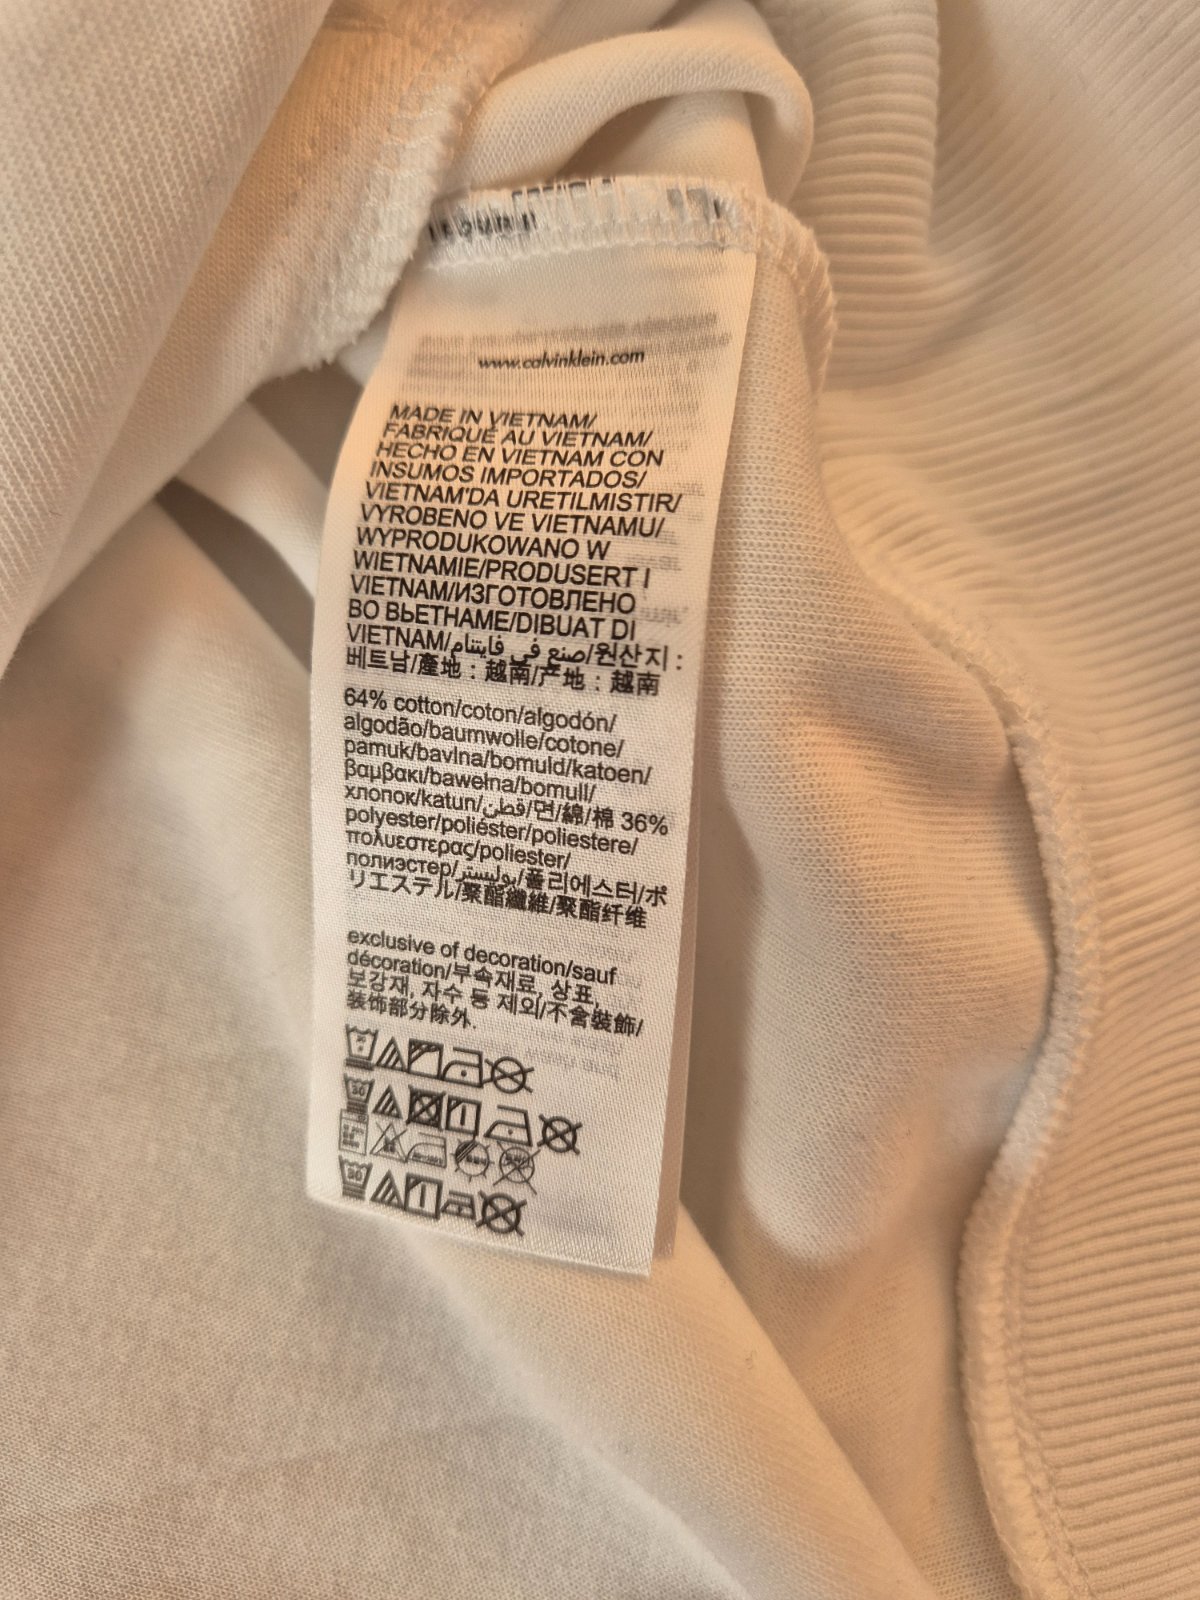 www.calvinklein.com
MADE IN VIETNAM/
FABRIQUÉ AU VIETNAM/
HECHO EN VIETNAM CON
INSUMOS IMPORTADOS/
VIETNAM'DA URETILMISTIR/
VYROBENO VE VIETNAMU/
WYPRODUKOWANO W
WIETNAMIE/PRODUSERT I
VIETNAM/ИЗГОТОВЛЕНО
ВО ВЬЕТНАМЕ/DIBUAT DI
VIETNAM/صنع في فايتنام/원산지 :
베트남/產地 : 越南/产地 : 越南
64% cotton/coton/algodón/
algodão/baumwolle/cotone/
pamuk/bavlna/bomuld/katoen/
βαμβακι/bawełna/bomull/
хлопок/katun/قطن/면/綿/棉 36%
polyester/poliéster/poliestere/
πολυεστερας/poliester/
полиэстер/بوليستر/폴리에스터/ポ
リエステル/聚酯纖維/聚酯纤维
exclusive of decoration/sauf
décoration/부속재료, 상표,
보강재, 자수 등 제외/不含裝飾/
装饰部分除外.
30
30
30